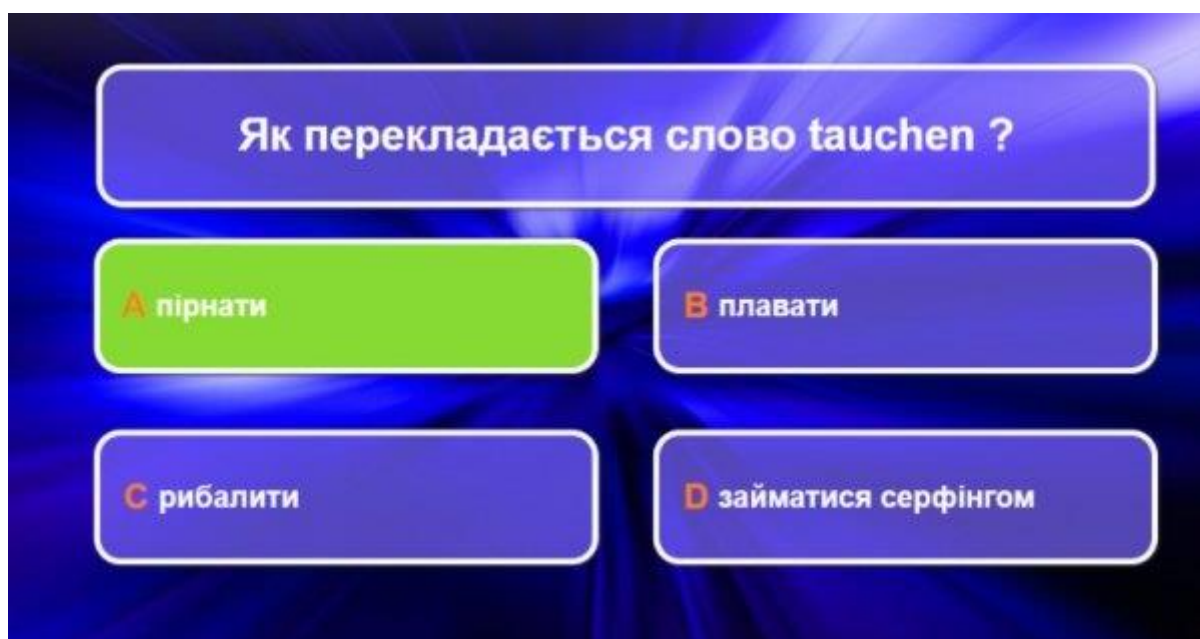 Як перекладається слово tauchen ?
A пірнати
B плавати
C рибалити
D займатися серфінгом